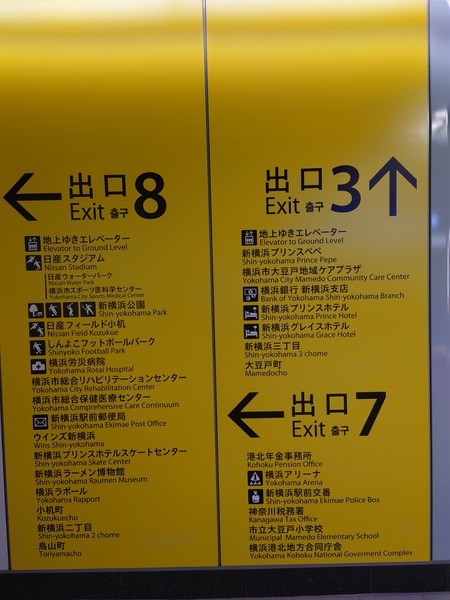 出口 8
Exit 출구
地上ゆきエレベーター
Elevator to Ground Level
日産スタジアム
Nissan Stadium
日産ウォーターパーク
Nissan Water Park
横浜市スポーツ医科学センター
Yokohama City Sports Medical Center
新横浜公園
Shin-yokohama Park
日産フィールド小机
Nissan Field Kozukue
しんよこフットボールパーク
Shinyoko Football Park
横浜労災病院
Yokohama Rosai Hospital
横浜市総合リハビリテーションセンター
Yokohama City Rehabilitation Center
横浜市総合保健医療センター
Yokohama Comprehensive Care Continuum
新横浜駅前郵便局
Shin-yokohama Ekimae Post Office
ウインズ新横浜
Wins Shin-yokohama
新横浜プリンスホテルスケートセンター
Shin-yokohama Skate Center
新横浜ラーメン博物館
Shin-yokohama Raumen Museum
横浜ラポール
Yokohama Rapport
小机町
Kozukuecho
新横浜二丁目
Shin-yokohama 2 chome
鳥山町
Toriyamacho
出口 3
Exit 출구
地上ゆきエレベーター
Elevator to Ground Level
新横浜プリンスペペ
Shin-yokohama Prince Pepe
横浜市大豆戸地域ケアプラザ
Yokohama City Mamedo Community Care Center
横浜銀行 新横浜支店
Bank of Yokohama Shin-yokohama Branch
新横浜プリンスホテル
Shin-yokohama Prince Hotel
新横浜グレイスホテル
Shin-yokohama Grace Hotel
新横浜三丁目
Shin-yokohama 3 chome
大豆戸町
Mamedocho
出口 7
Exit 출구
港北年金事務所
Kohoku Pension Office
横浜アリーナ
Yokohama Arena
新横浜駅前交番
Shin-yokohama Ekimae Police Box
神奈川税務署
Kanagawa Tax Office
市立大豆戸小学校
Municipal Mamedo Elementary School
横浜港北地方合同庁舎
Yokohama Kohoku National Goverment Complex